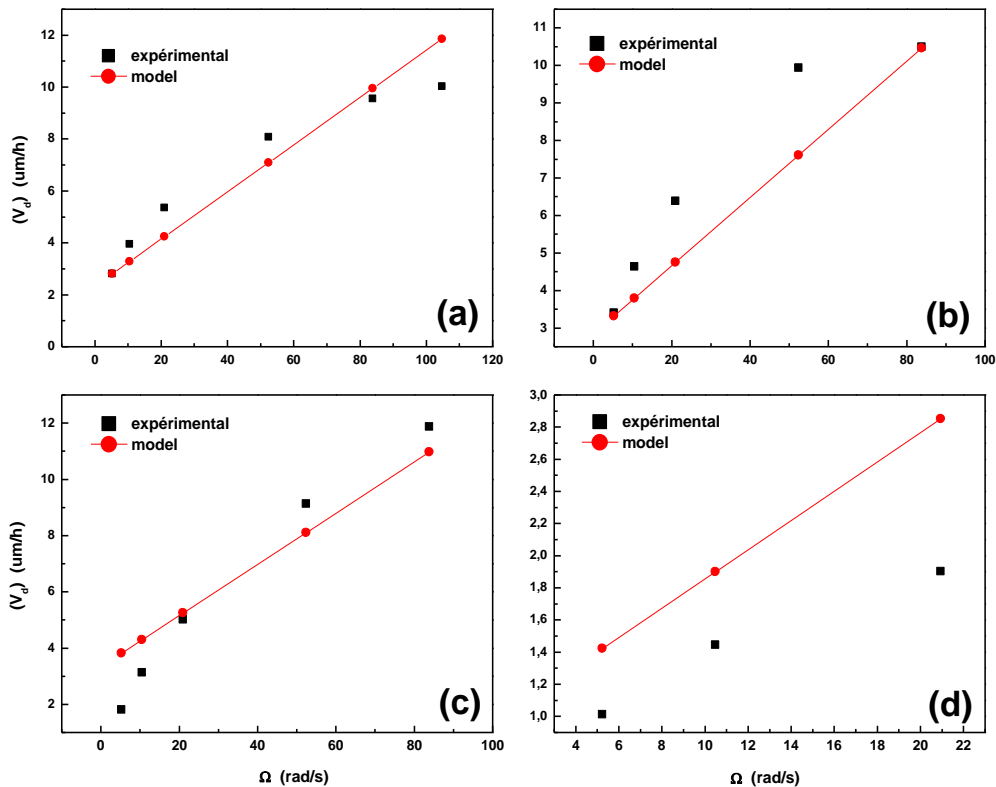 12
10
8
6
4
2
0
(V_d) (um/h)
expérimental
model
(a)
0 20 40 60 80 100 120
11
10
9
8
7
6
5
4
3
expérimental
model
(b)
0 20 40 60 80 100
12
10
8
6
4
2
(V_d) (um/h)
expérimental
model
(c)
0 20 40 60 80 100
Ω (rad/s)
3,0
2,8
2,6
2,4
2,2
2,0
1,8
1,6
1,4
1,2
1,0
expérimental
model
(d)
4 6 8 10 12 14 16 18 20 22
Ω (rad/s)